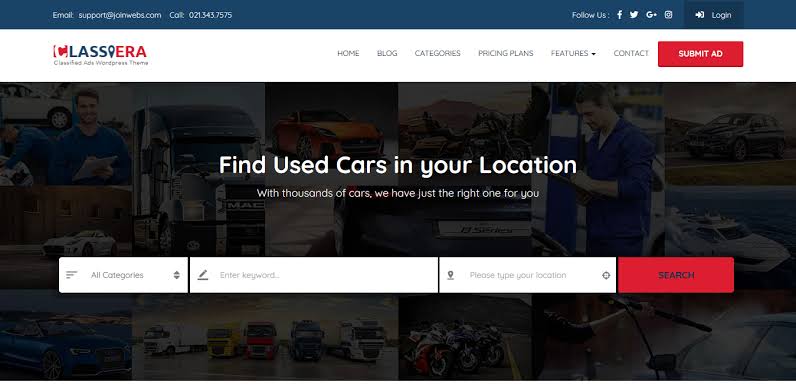 Email: support@joinwebs.com Call: 021.343.7575 Follow Us : Login
CLASSIERA
Classified Ads Wordpress Theme
HOME BLOG CATEGORIES PRICING PLANS FEATURES CONTACT SUBMIT AD
Find Used Cars in your Location
With thousands of cars, we have just the right one for you
MACK
B Series
All Categories Enter keyword... Please type your location SEARCH